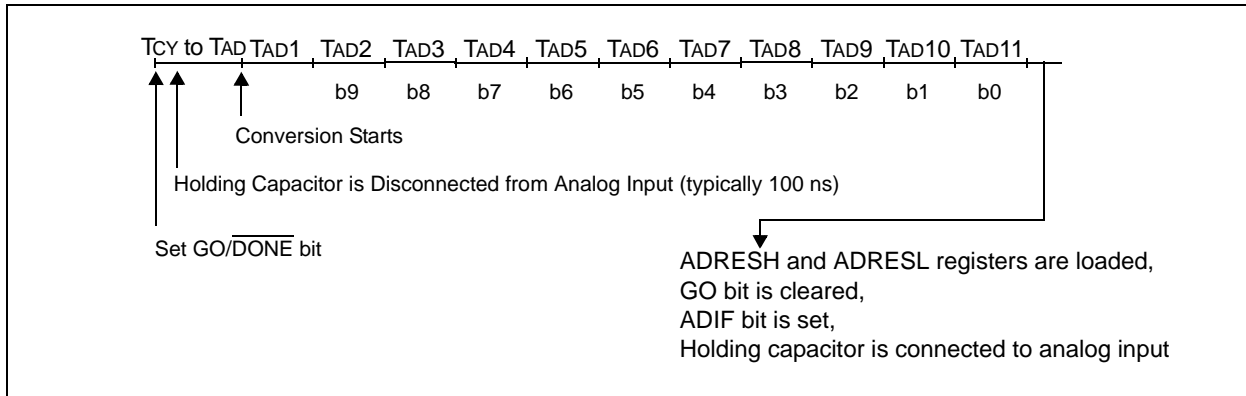 TCY to TAD TAD1 TAD2 TAD3 TAD4 TAD5 TAD6 TAD7 TAD8 TAD9 TAD10 TAD11
b9 b8 b7 b6 b5 b4 b3 b2 b1 b0
Conversion Starts
Holding Capacitor is Disconnected from Analog Input (typically 100 ns)
Set GO/DONE bit
ADRESH and ADRESL registers are loaded,
GO bit is cleared,
ADIF bit is set,
Holding capacitor is connected to analog input